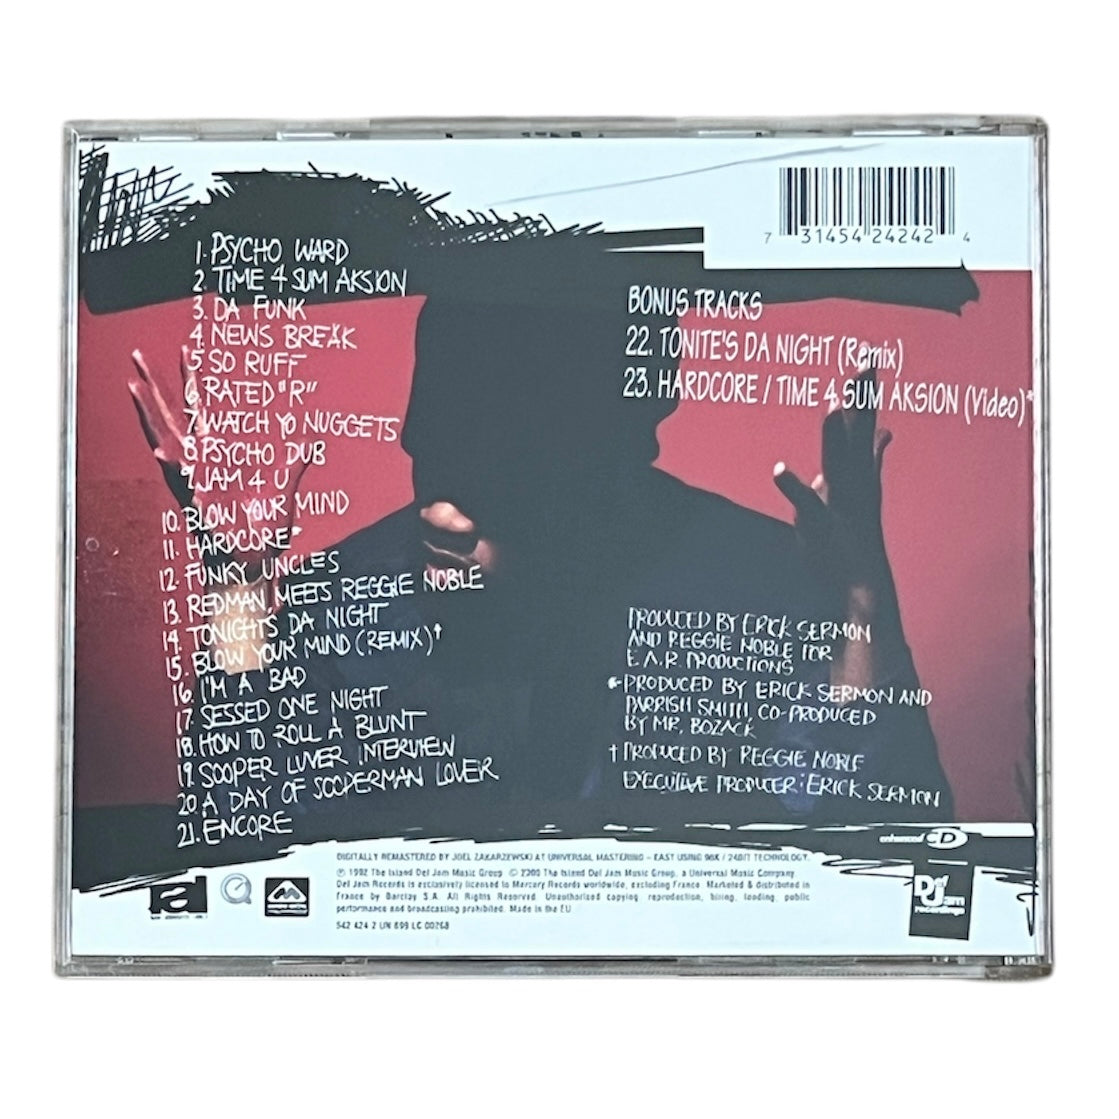 7 31454 24242 4
1. PSYCHO WARD
2. TIME 4 SUM AKSION
3. DA FUNK
4. NEWS BREAK
5. SO RUFF
6. RATED "R"
7. WATCH YO NUGGETS
8. PSYCHO DUB
9. JAM 4 U
10. BLOW YOUR MIND
11. HARDCORE*
12. FUNKY UNCLES
13. REDMAN, MEETS REGGIE NOBLE
14. TONIGHT'S DA NIGHT
15. BLOW YOUR MIND (REMIX)†
16. I'M A BAD
17. SESSED ONE NIGHT
18. HOW TO ROLL A BLUNT
19. SOOPER LUVER INTERVIEW
20. A DAY OF SOOPERMAN LOVER
21. ENCORE
BONUS TRACKS
22. TONITE'S DA NIGHT (Remix)
23. HARDCORE / TIME 4 SUM AKSION (Video)*
PRODUCED BY ERICK SERMON
AND REGGIE NOBLE FOR
E.A.R. PRODUCTIONS
*PRODUCED BY ERICK SERMON AND
PARRISH SMITH, CO-PRODUCED
BY MR. BOZACK
† PRODUCED BY REGGIE NOBLE
EXECUTIVE PRODUCER: ERICK SERMON
enhanced CD
DIGITALLY REMASTERED BY JOEL ZAKARZEWSKI AT UNIVERSAL MASTERING - EAST USING 96K / 24BIT TECHNOLOGY.
℗ 1992 The Island Def Jam Music Group © 2000 The Island Def Jam Music Group, a Universal Music Company.
Def Jam Records is exclusively licensed to Mercury Records worldwide, excluding France. Marketed & distributed in
France by Barclay S.A. All Rights Reserved. Unauthorised copying, reproduction, hiring, lending, public
performance and broadcasting prohibited. Made in the EU
542 424 2 UN 899 LC 00268
ral
Def Jam
recordings